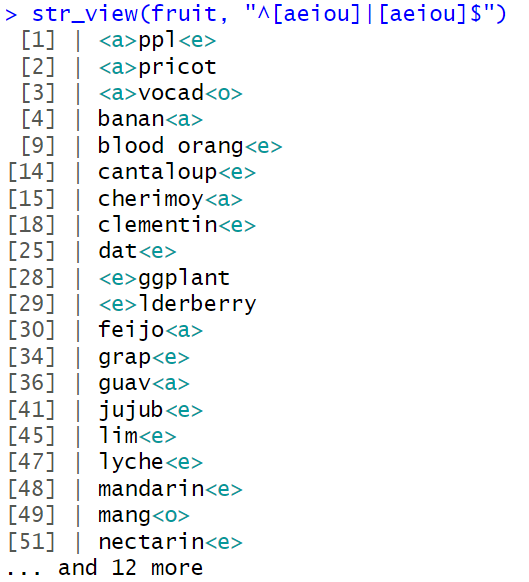 > str_view(fruit, "^[aeiou]|[aeiou]$")
[1] | <a>ppl<e>
[2] | <a>pricot
[3] | <a>vocad<o>
[4] | banan<a>
[9] | blood orang<e>
[14] | cantaloup<e>
[15] | cherimoy<a>
[18] | clementin<e>
[25] | dat<e>
[28] | <e>ggplant
[29] | <e>lderberry
[30] | feijo<a>
[34] | grap<e>
[36] | guav<a>
[41] | jujub<e>
[45] | lim<e>
[47] | lyche<e>
[48] | mandarin<e>
[49] | mang<o>
[51] | nectarin<e>
... and 12 more